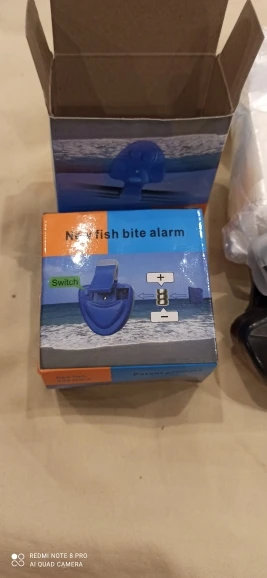 New fish bite alarm
Switch
+
−
REDMI NOTE 8 PRO
AI QUAD CAMERA